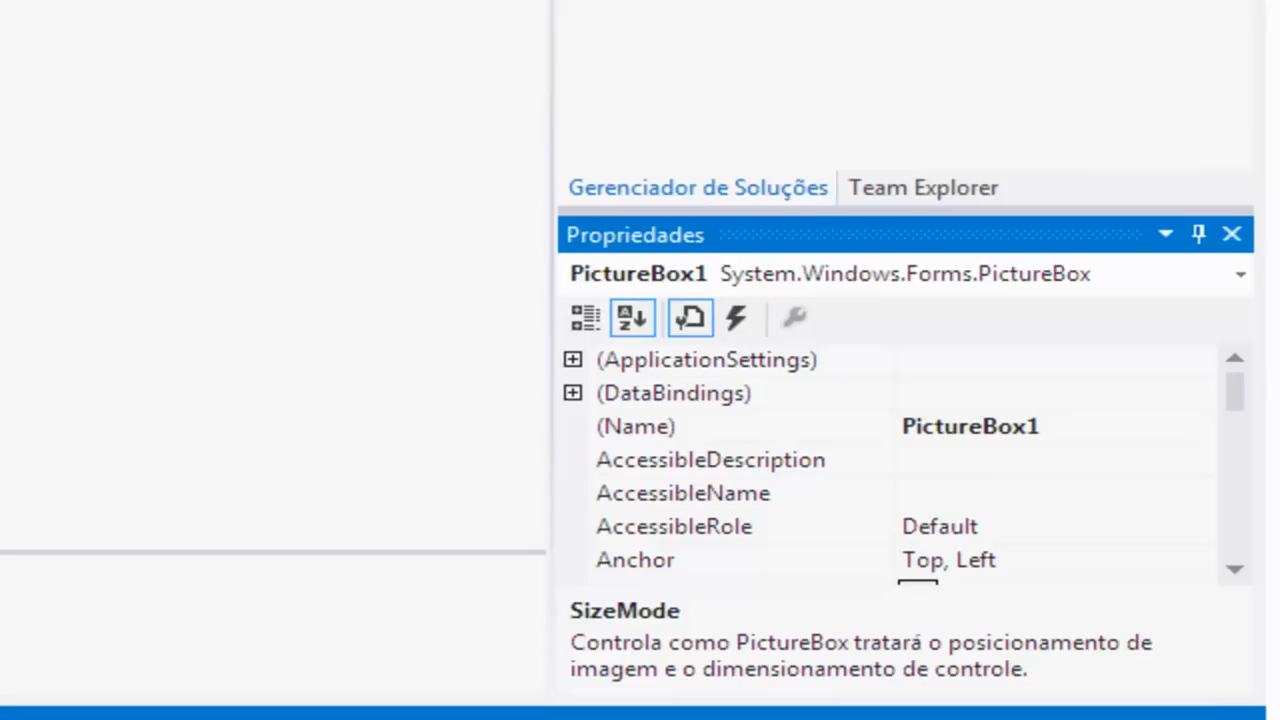 Gerenciador de Soluções Team Explorer
Propriedades
PictureBox1 System.Windows.Forms.PictureBox
(ApplicationSettings)
(DataBindings)
(Name) PictureBox1
AccessibleDescription
AccessibleName
AccessibleRole Default
Anchor Top, Left
SizeMode
Controla como PictureBox tratará o posicionamento de
imagem e o dimensionamento de controle.